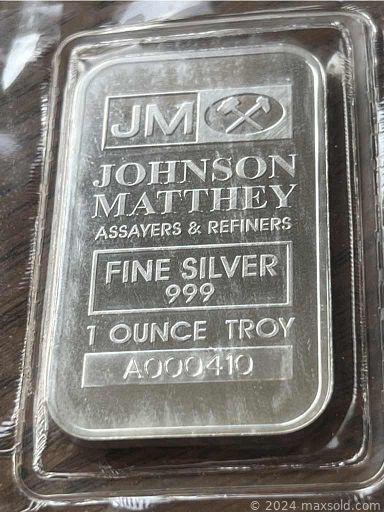 JM
JOHNSON
MATTHEY
ASSAYERS & REFINERS
FINE SILVER
999
1 OUNCE TROY
A000410
© 2024 maxsold.com